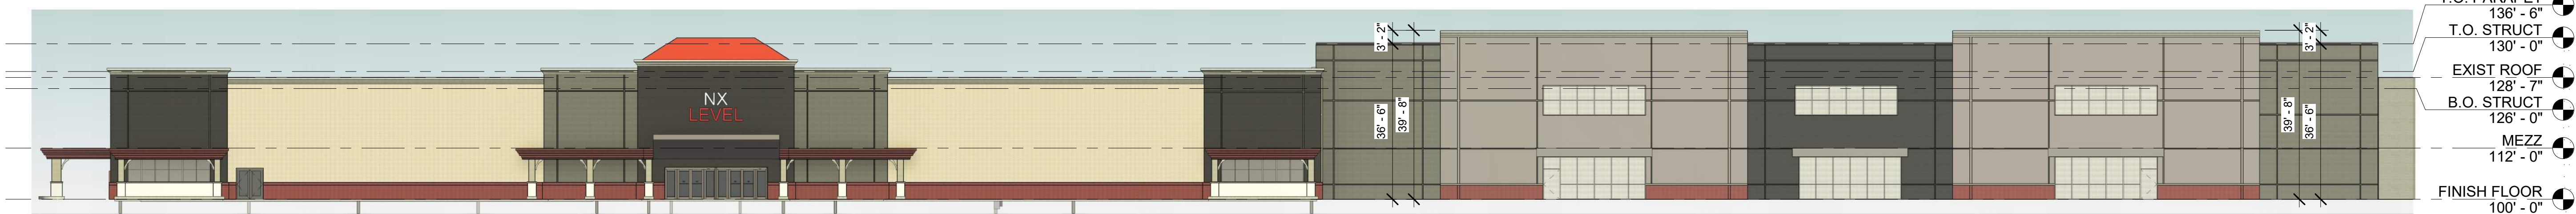 NX
LEVEL
3' - 2"
36' - 6"
39' - 8"
3' - 2"
39' - 8"
36' - 6"
T.O. PARAPET
136' - 6"
T.O. STRUCT
130' - 0"
EXIST ROOF
128' - 7"
B.O. STRUCT
126' - 0"
MEZZ
112' - 0"
FINISH FLOOR
100' - 0"